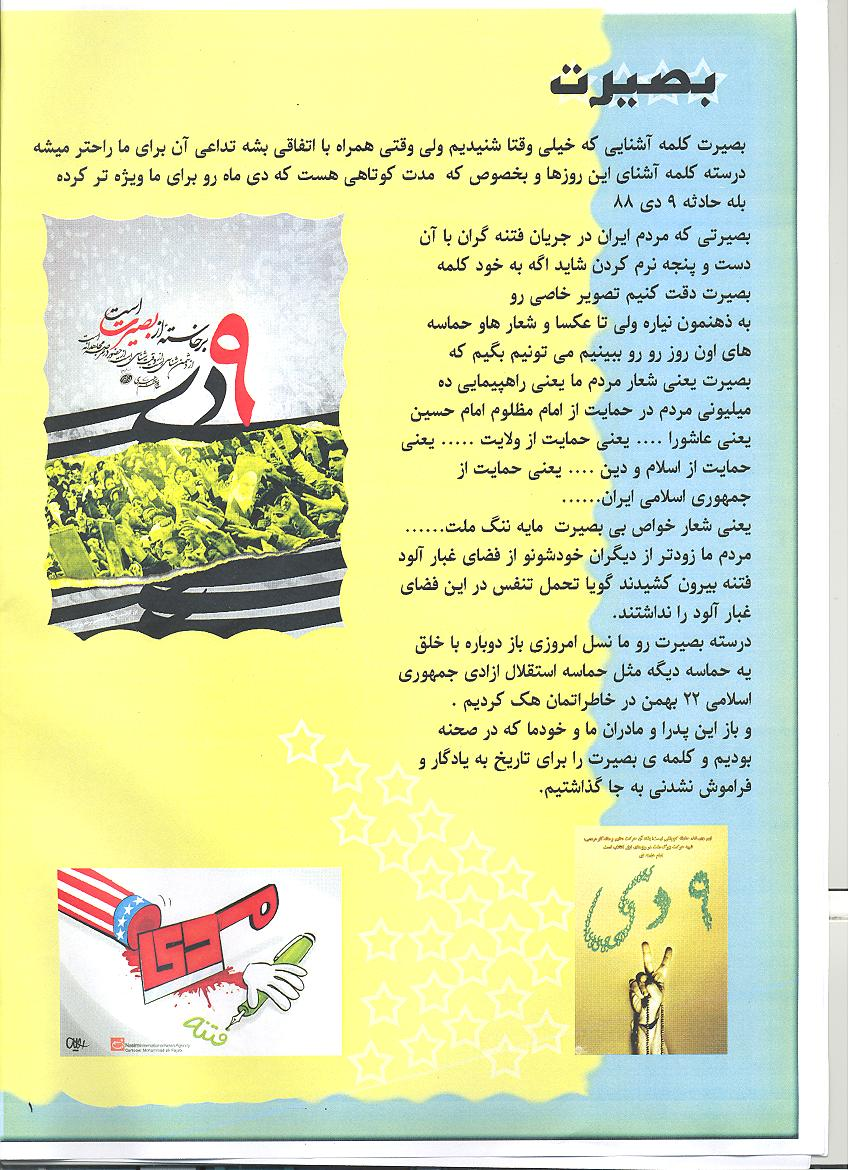 بصیرت
بصیرت کلمه آشنایی که خیلی وقتا شنیدیم ولی وقتی همراه با اتفاقی بشه تداعی آن برای ما راحتر میشه
درسته کلمه آشنای این روزها و بخصوص که مدت کوتاهی هست که دی ماه رو برای ما ویژه تر کرده
بله حادثه ۹ دی ۸۸
بصیرتی که مردم ایران در جریان فتنه گران با آن
دست و پنجه نرم کردن شاید اگه به خود کلمه
بصیرت دقت کنیم تصویر خاصی رو
به ذهنمون نیاره ولی تا عکسا و شعار هاو حماسه
های اون روز رو رو ببینیم می تونیم بگیم که
بصیرت یعنی شعار مردم ما یعنی راهپیمایی ده
میلیونی مردم در حمایت از امام مظلوم امام حسین
یعنی عاشورا .... یعنی حمایت از ولایت ..... یعنی
حمایت از اسلام و دین .... یعنی حمایت از
جمهوری اسلامی ایران......
یعنی شعار خواص بی بصیرت مایه ننگ ملت......
مردم ما زودتر از دیگران خودشونو از فضای غبار آلود
فتنه بیرون کشیدند گویا تحمل تنفس در این فضای
غبار آلود را نداشتند.
درسته بصیرت رو ما نسل امروزی باز دوباره با خلق
یه حماسه دیگه مثل حماسه استقلال ازادی جمهوری
اسلامی ۲۲ بهمن در خاطراتمان هک کردیم .
و باز این پدرا و مادران ما و خودما که در صحنه
بودیم و کلمه ی بصیرت را برای تاریخ به یادگار و
فراموش نشدنی به جا گذاشتیم.
۹ دی
برخاسته از بصیرت است
۹ دی
۹ دی
فتنه
Cartoon: Mohammad Ali Rajabi
۱